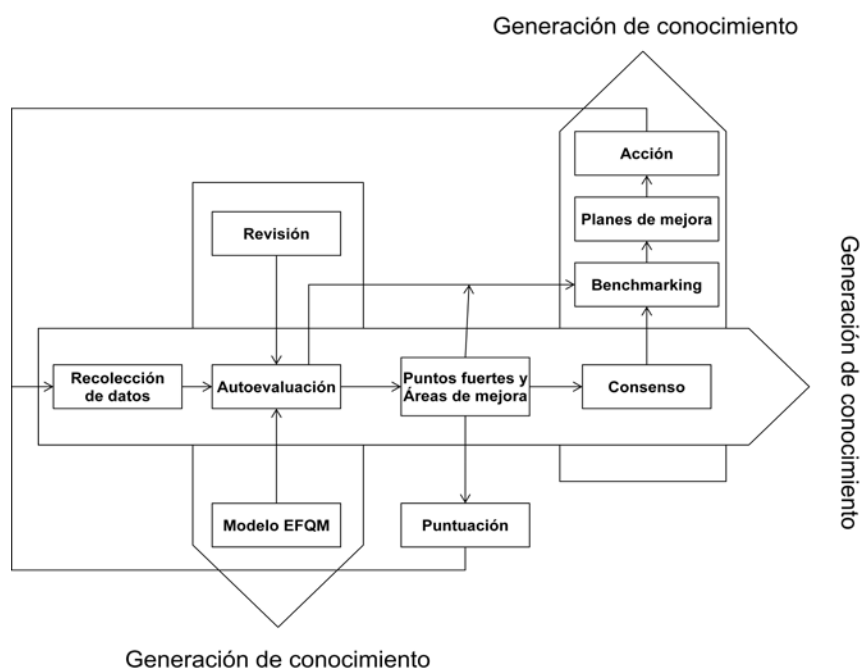 Generación de conocimiento
Acción
Planes de mejora
Revisión
Benchmarking
Generación de conocimiento
Recolección
de datos
Autoevaluación
Puntos fuertes y
Áreas de mejora
Consenso
Modelo EFQM
Puntuación
Generación de conocimiento